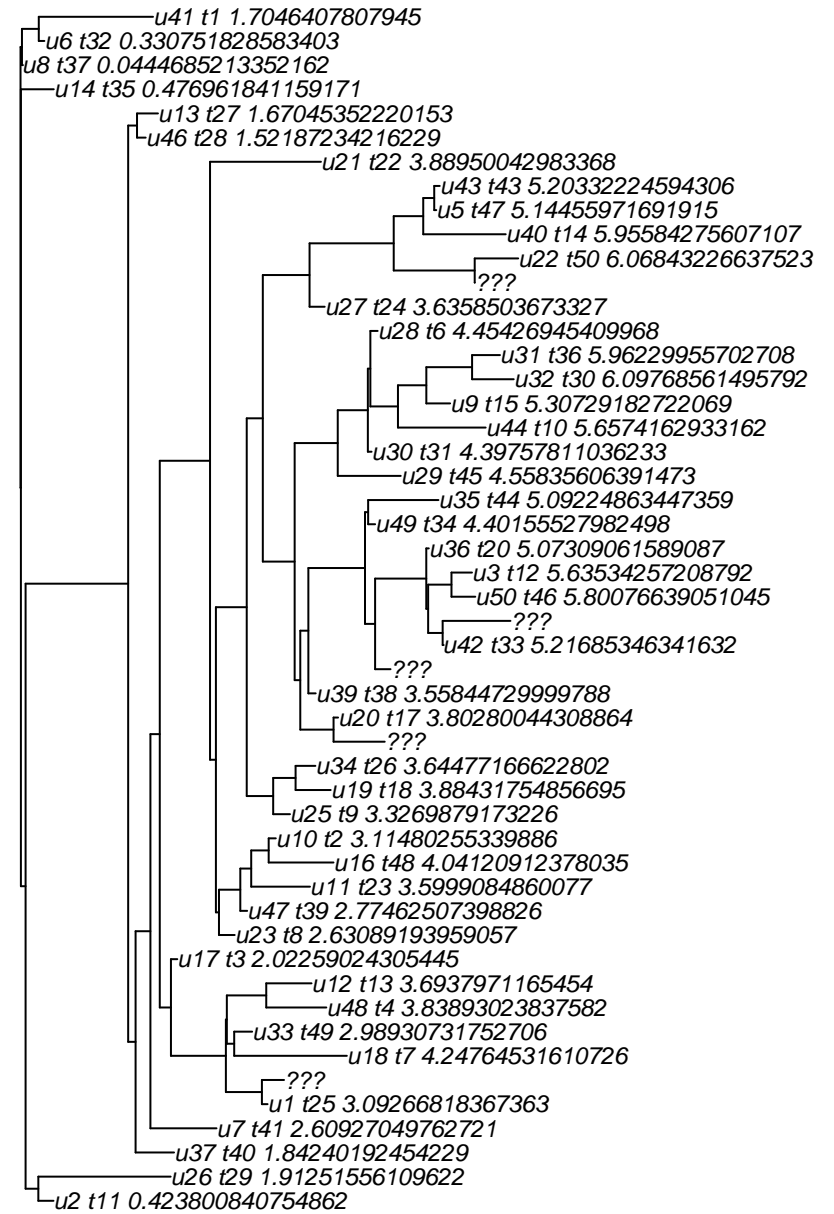 u41 t1 1.7046407807945
u6 t32 0.330751828583403
u8 t37 0.0444685213352162
u14 t35 0.476961841159171
u13 t27 1.67045352220153
u46 t28 1.52187234216229
u21 t22 3.88950042983368
u43 t43 5.20332224594306
u5 t47 5.14455971691915
u40 t14 5.95584275607107
u22 t50 6.06843226637523
???
u27 t24 3.6358503673327
u28 t6 4.45426945409968
u31 t36 5.96229955702708
u32 t30 6.09768561495792
u9 t15 5.30729182722069
u44 t10 5.6574162933162
u30 t31 4.39757811036233
u29 t45 4.55835606391473
u35 t44 5.09224863447359
u49 t34 4.40155527982498
u36 t20 5.07309061589087
u3 t12 5.63534257208792
u50 t46 5.80076639051045
???
u42 t33 5.21685346341632
???
u39 t38 3.55844729999788
u20 t17 3.80280044308864
???
u34 t26 3.64477166622802
u19 t18 3.88431754856695
u25 t9 3.3269879173226
u10 t2 3.11480255339886
u16 t48 4.04120912378035
u11 t23 3.5999084860077
u47 t39 2.77462507398826
u23 t8 2.63089193959057
u17 t3 2.02259024305445
u12 t13 3.6937971165454
u48 t4 3.83893023837582
u33 t49 2.98930731752706
u18 t7 4.24764531610726
???
u1 t25 3.09266818367363
u7 t41 2.60927049762721
u37 t40 1.84240192454229
u26 t29 1.91251556109622
u2 t11 0.423800840754862